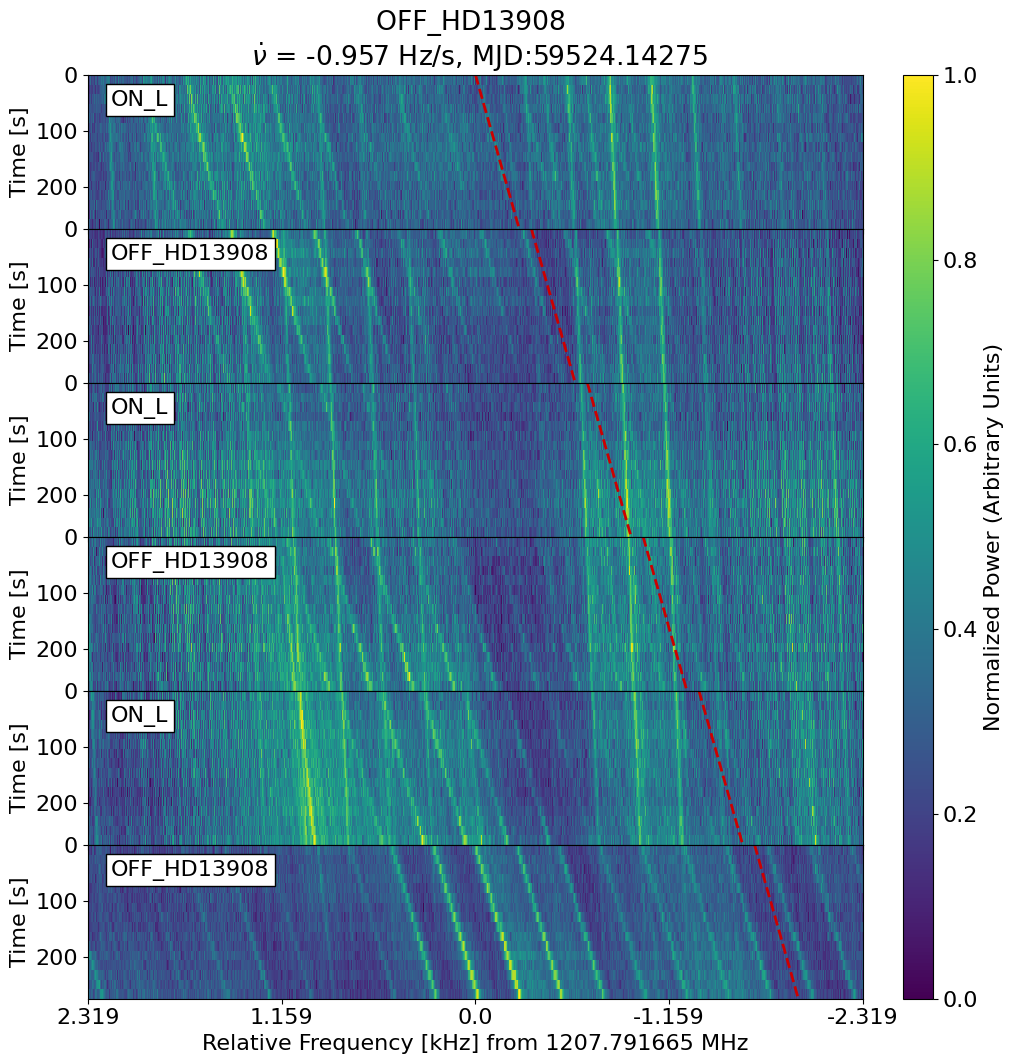 OFF_HD13908
ν̇ = -0.957 Hz/s, MJD:59524.14275
0
100
200
Time [s]
ON_L
0
100
200
Time [s]
OFF_HD13908
0
100
200
Time [s]
ON_L
0
100
200
Time [s]
OFF_HD13908
0
100
200
Time [s]
ON_L
0
100
200
Time [s]
OFF_HD13908
2.319 1.159 0.0 -1.159 -2.319
Relative Frequency [kHz] from 1207.791665 MHz
1.0
0.8
0.6
0.4
0.2
0.0
Normalized Power (Arbitrary Units)